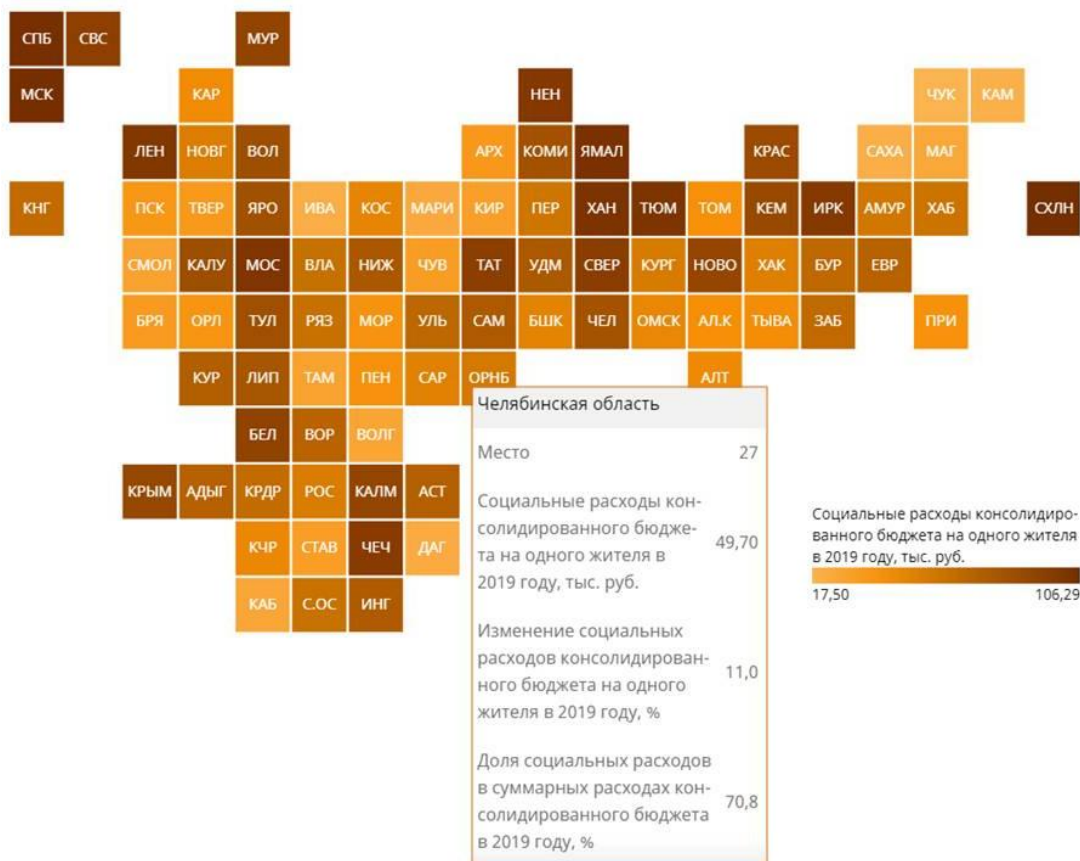 СПБ СВС МУР
МСК КАР НЕН ЧУК КАМ
ЛЕН НОВГ ВОЛ АРХ КОМИ ЯМАЛ КРАС САХА МАГ
КНГ ПСК ТВЕР ЯРО ИВА КОС МАРИ КИР ПЕР ХАН ТЮМ ТОМ КЕМ ИРК АМУР ХАБ СХЛН
СМОЛ КАЛУ МОС ВЛА НИЖ ЧУВ ТАТ УДМ СВЕР КУРГ НОВО ХАК БУР ЕВР
БРЯ ОРЛ ТУЛ РЯЗ МОР УЛЬ САМ БШК ЧЕЛ ОМСК АЛ.К ТЫВА ЗАБ ПРИ
КУР ЛИП ТАМ ПЕН САР ОРНБ АЛТ
БЕЛ ВОР ВОЛГ
КРЫМ АДЫГ КРДР РОС КАЛМ АСТ
КЧР СТАВ ЧЕЧ ДАГ
КАБ С.ОС ИНГ
Челябинская область
Место 27
Социальные расходы кон-
солидированного бюдже-
та на одного жителя в 49,70
2019 году, тыс. руб.
Изменение социальных
расходов консолидирован-
ного бюджета на одного 11,0
жителя в 2019 году, %
Доля социальных расходов
в суммарных расходах кон-
солидированного бюджета 70,8
в 2019 году, %
Социальные расходы консолидиро-
ванного бюджета на одного жителя
в 2019 году, тыс. руб.
17,50 106,29